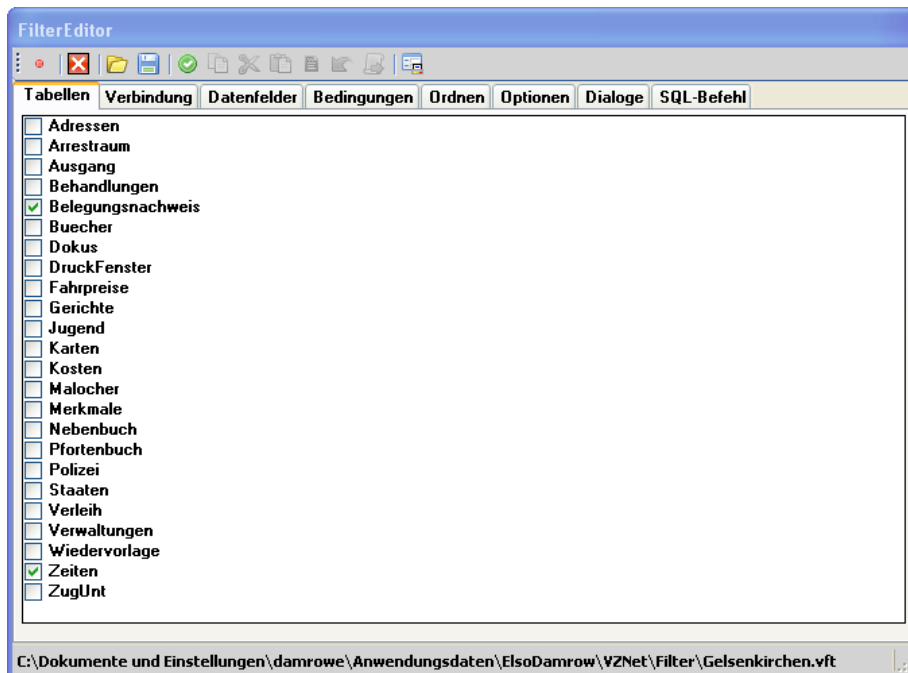 FilterEditor
Tabellen Verbindung Datenfelder Bedingungen Ordnen Optionen Dialoge SQL-Befehl
Adressen
Arrestraum
Ausgang
Behandlungen
Belegungsnachweis
Buecher
Dokus
DruckFenster
Fahrpreise
Gerichte
Jugend
Karten
Kosten
Malocher
Merkmale
Nebenbuch
Pfortenbuch
Polizei
Staaten
Verleih
Verwaltungen
Wiedervorlage
Zeiten
ZugUnt
C:\Dokumente und Einstellungen\damrowe\Anwendungsdaten\ElsoDamrow\VZNet\Filter\Gelsenkirchen.vft